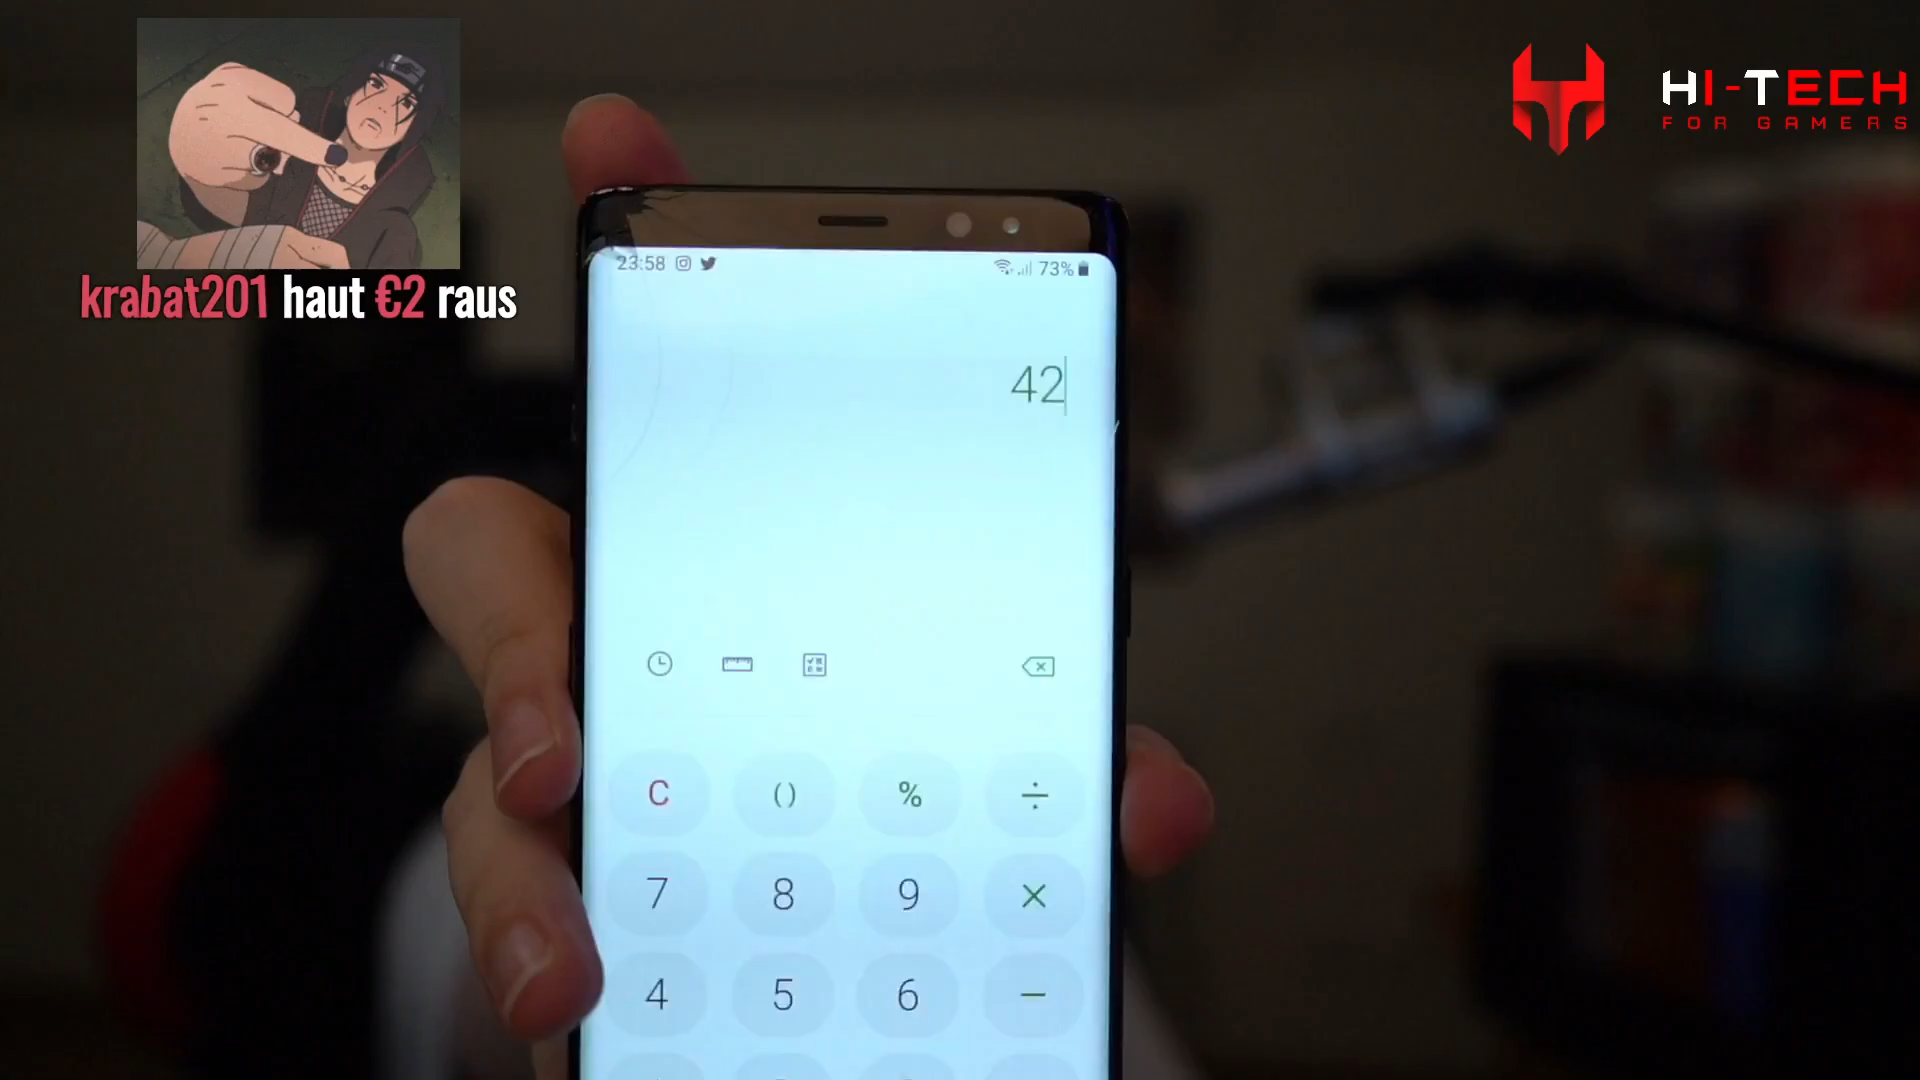 HI-TECH
FOR GAMERS
krabat201 haut €2 raus
23:58
73%
42
C () % ÷
7 8 9 ×
4 5 6 −